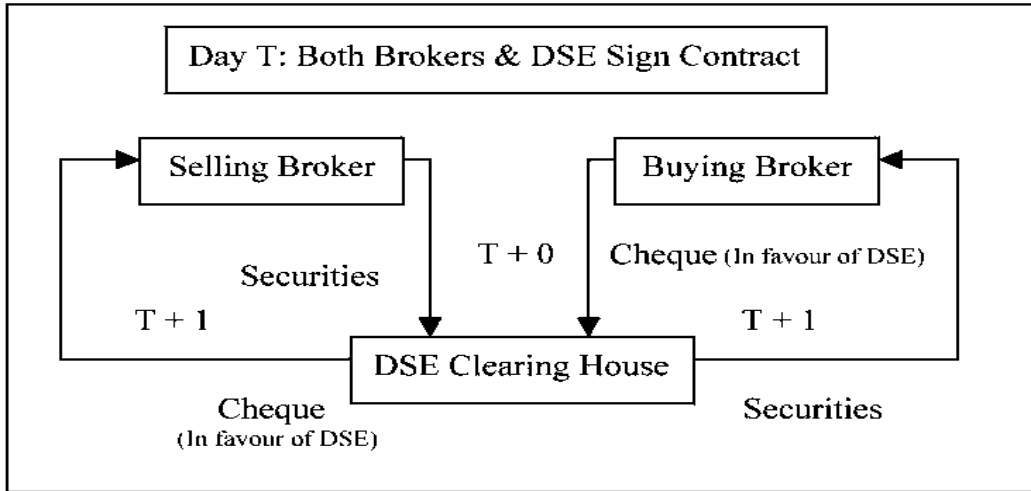 Day T: Both Brokers & DSE Sign Contract
Selling Broker
Buying Broker
T + 0
Cheque (In favour of DSE)
Securities
T + 1
T + 1
DSE Clearing House
Cheque
(In favour of DSE)
Securities